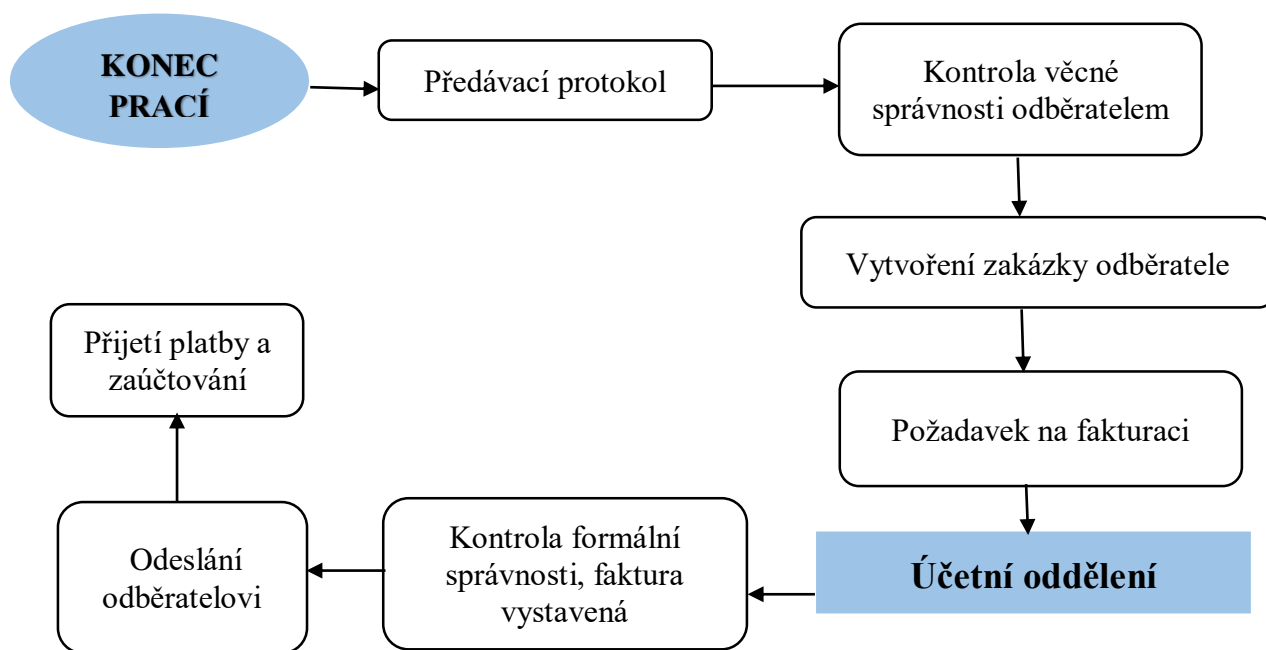 KONEC
PRACÍ
Předávací protokol
Kontrola věcné
správnosti odběratelem
Vytvoření zakázky odběratele
Požadavek na fakturaci
Účetní oddělení
Kontrola formální
správnosti, faktura
vystavená
Odeslání
odběratelovi
Přijetí platby a
zaúčtování